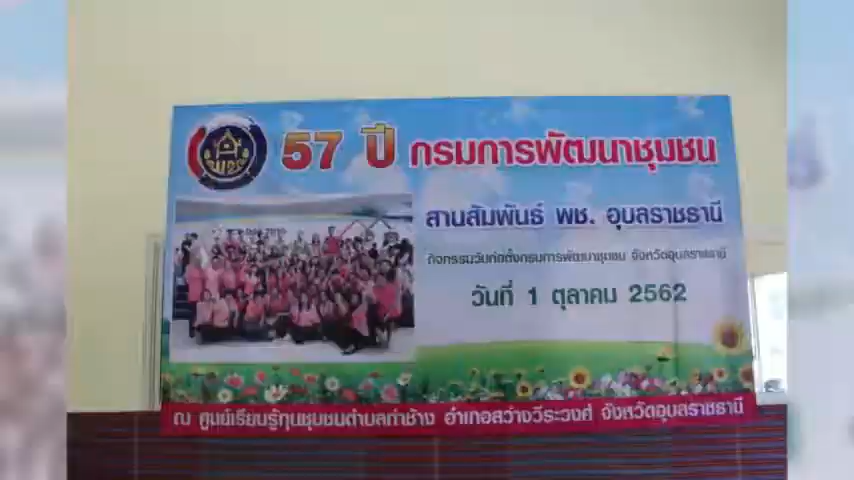 57 ปี กรมการพัฒนาชุมชน
สานสัมพันธ์ พช. อุบลราชธานี
กิจกรรมวันก่อตั้งกรมการพัฒนาชุมชน จังหวัดอุบลราชธานี
วันที่ 1 ตุลาคม 2562
ณ ศูนย์เรียนรู้ทุนชุมชนตำบลท่าช้าง อำเภอสว่างวีระวงศ์ จังหวัดอุบลราชธานี